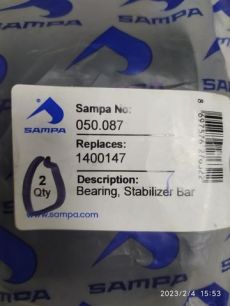 SAMPA
SAMPA
Sampa No:
050.087
Replaces:
1400147
Description:
Bearing, Stabilizer Bar
2
Qty
www.sampa.com
2023/2/4 15:53